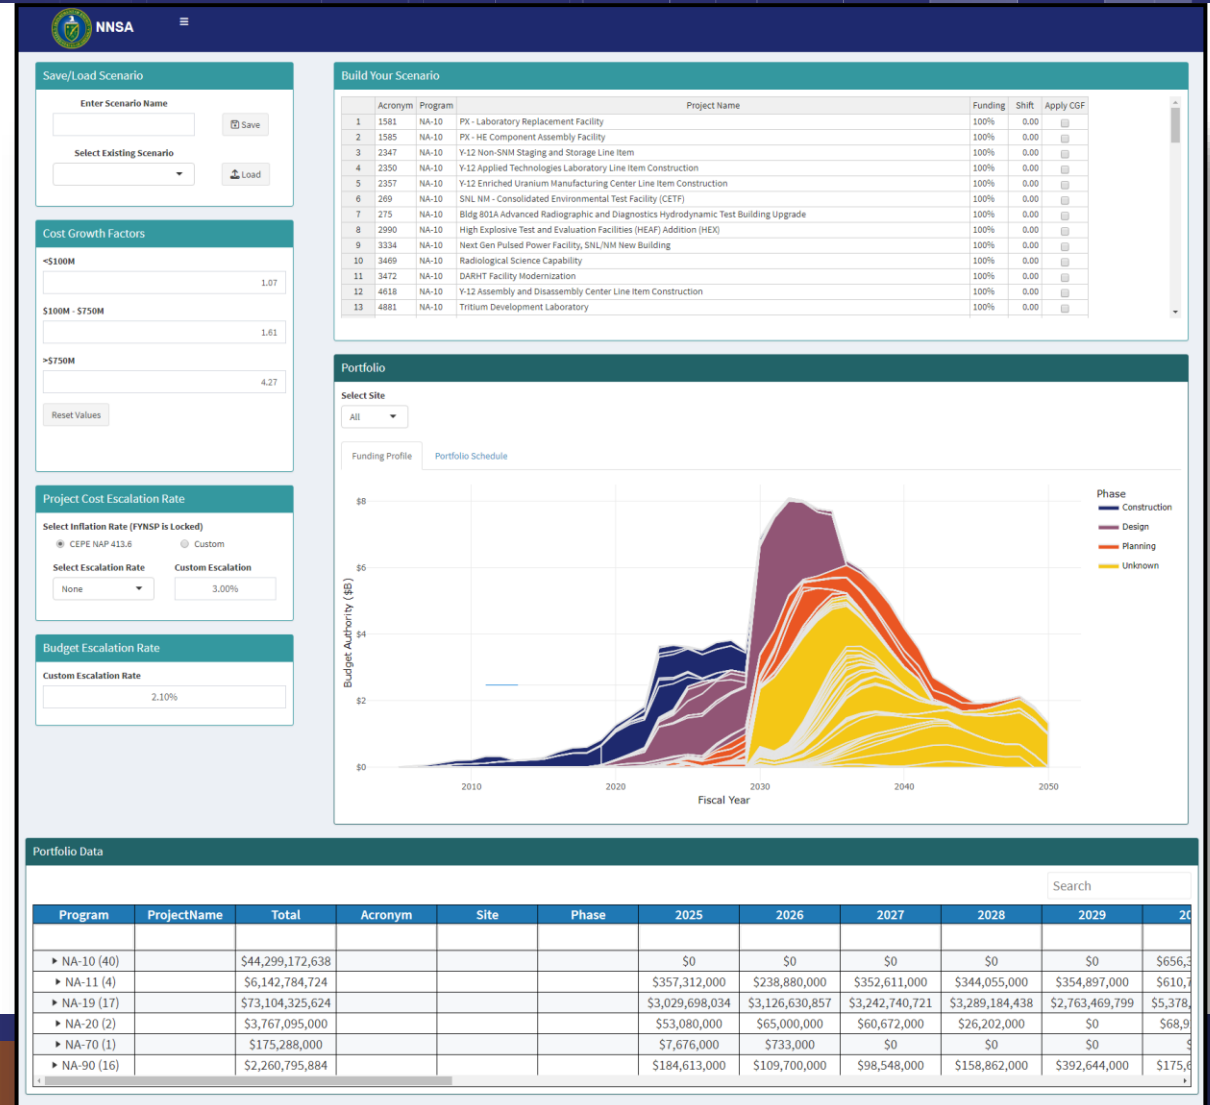 NNSA
Save/Load Scenario
Enter Scenario Name
Save
Select Existing Scenario
Load
Cost Growth Factors
<$100M
1.07
$100M - $750M
1.61
>$750M
4.27
Reset Values
Project Cost Escalation Rate
Select Inflation Rate (FYNSP is Locked)
CEPE NAP 413.6 Custom
Select Escalation Rate Custom Escalation
None 3.00%
Budget Escalation Rate
Custom Escalation Rate
2.10%
Build Your Scenario
Acronym Program Project Name Funding Shift Apply CGF
1 1581 NA-10 PX - Laboratory Replacement Facility 100% 0.00
2 1585 NA-10 PX - HE Component Assembly Facility 100% 0.00
3 2347 NA-10 Y-12 Non-SNM Staging and Storage Line Item 100% 0.00
4 2350 NA-10 Y-12 Applied Technologies Laboratory Line Item Construction 100% 0.00
5 2357 NA-10 Y-12 Enriched Uranium Manufacturing Center Line Item Construction 100% 0.00
6 269 NA-10 SNL NM - Consolidated Environmental Test Facility (CETF) 100% 0.00
7 275 NA-10 Bldg 801A Advanced Radiographic and Diagnostics Hydrodynamic Test Building Upgrade 100% 0.00
8 2990 NA-10 High Explosive Test and Evaluation Facilities (HEAF) Addition (HEX) 100% 0.00
9 3334 NA-10 Next Gen Pulsed Power Facility, SNL/NM New Building 100% 0.00
10 3469 NA-10 Radiological Science Capability 100% 0.00
11 3472 NA-10 DARHT Facility Modernization 100% 0.00
12 4618 NA-10 Y-12 Assembly and Disassembly Center Line Item Construction 100% 0.00
13 4881 NA-10 Tritium Development Laboratory 100% 0.00
Portfolio
Select Site
All
Funding Profile Portfolio Schedule
$8
$6
$4
$2
$0
Budget Authority ($B)
2010 2020 2030 2040 2050
Fiscal Year
Phase
Construction
Design
Planning
Unknown
Portfolio Data
Search
Program ProjectName Total Acronym Site Phase 2025 2026 2027 2028 2029 20
NA-10 (40) $44,299,172,638 $0 $0 $0 $0 $0 $656,3
NA-11 (4) $6,142,784,724 $357,312,000 $238,880,000 $352,611,000 $344,055,000 $354,897,000 $610,7
NA-19 (17) $73,104,325,624 $3,029,698,034 $3,126,630,857 $3,242,740,721 $3,289,184,438 $2,763,469,799 $5,378,
NA-20 (2) $3,767,095,000 $53,080,000 $65,000,000 $60,672,000 $26,202,000 $0 $68,9
NA-70 (1) $175,288,000 $7,676,000 $733,000 $0 $0 $0 $
NA-90 (16) $2,260,795,884 $184,613,000 $109,700,000 $98,548,000 $158,862,000 $392,644,000 $175,6